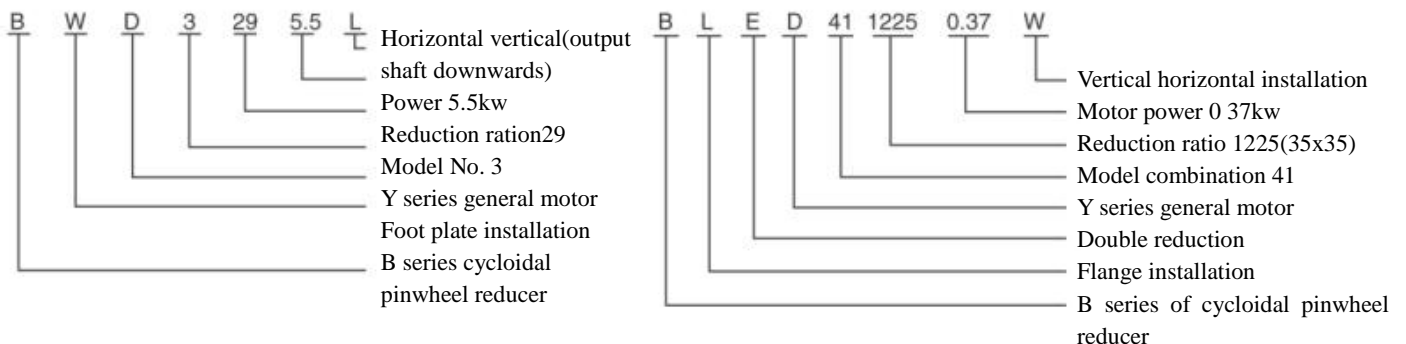 B W D 3 29 5.5 L
Horizontal vertical(output
shaft downwards)
Power 5.5kw
Reduction ration29
Model No. 3
Y series general motor
Foot plate installation
B series cycloidal
pinwheel reducer
B L E D 41 1225 0.37 W
Vertical horizontal installation
Motor power 0 37kw
Reduction ratio 1225(35x35)
Model combination 41
Y series general motor
Double reduction
Flange installation
B series of cycloidal pinwheel
reducer